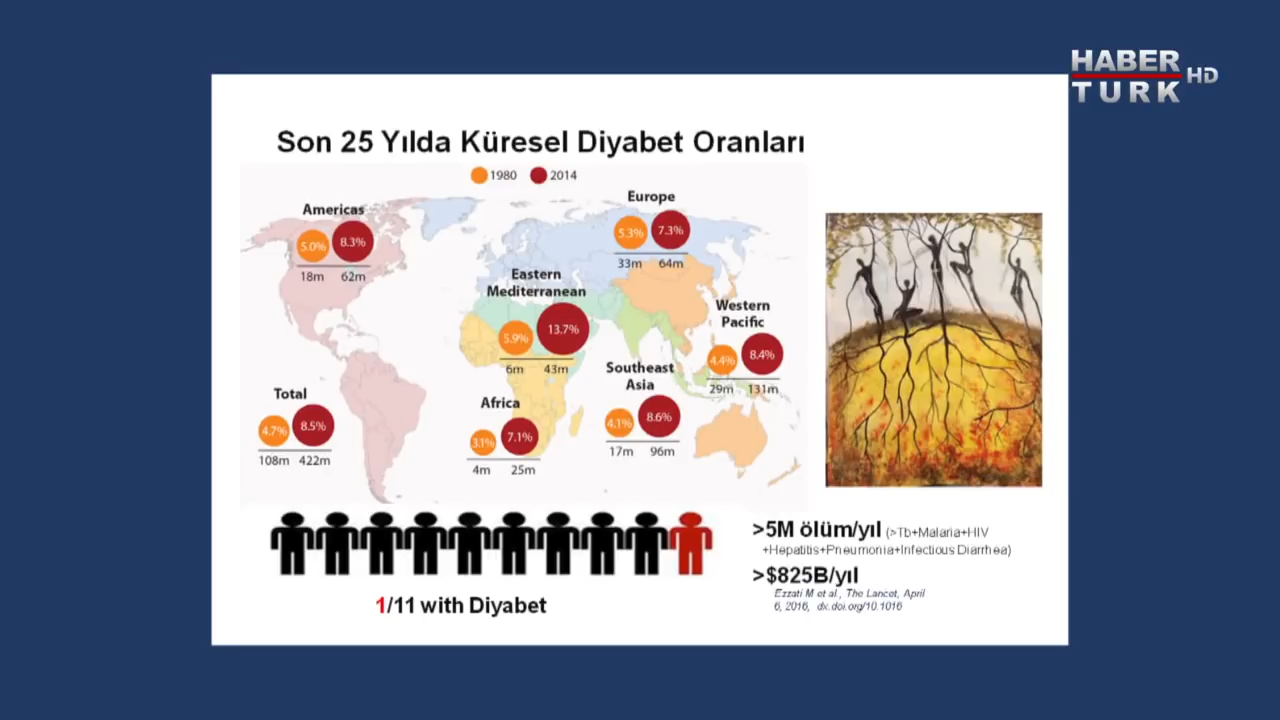 HABER
TURK HD
Son 25 Yılda Küresel Diyabet Oranları
1980 2014
Americas
5.0% 8.3%
18m 62m
Europe
5.3% 7.3%
33m 64m
Eastern
Mediterranean
5.9% 13.7%
6m 43m
Western
Pacific
4.4% 8.4%
29m 131m
Southeast
Asia
4.1% 8.6%
17m 96m
Africa
3.1% 7.1%
4m 25m
Total
4.7% 8.5%
108m 422m
1/11 with Diyabet
>5M ölüm/yıl (>Tb+Malaria+HIV
+Hepatitis+Pneumonia+Infectious Diarrhea)
>$825B/yıl
Ezzati M et al., The Lancet, April
6, 2016, dx.doi.org/10.1016